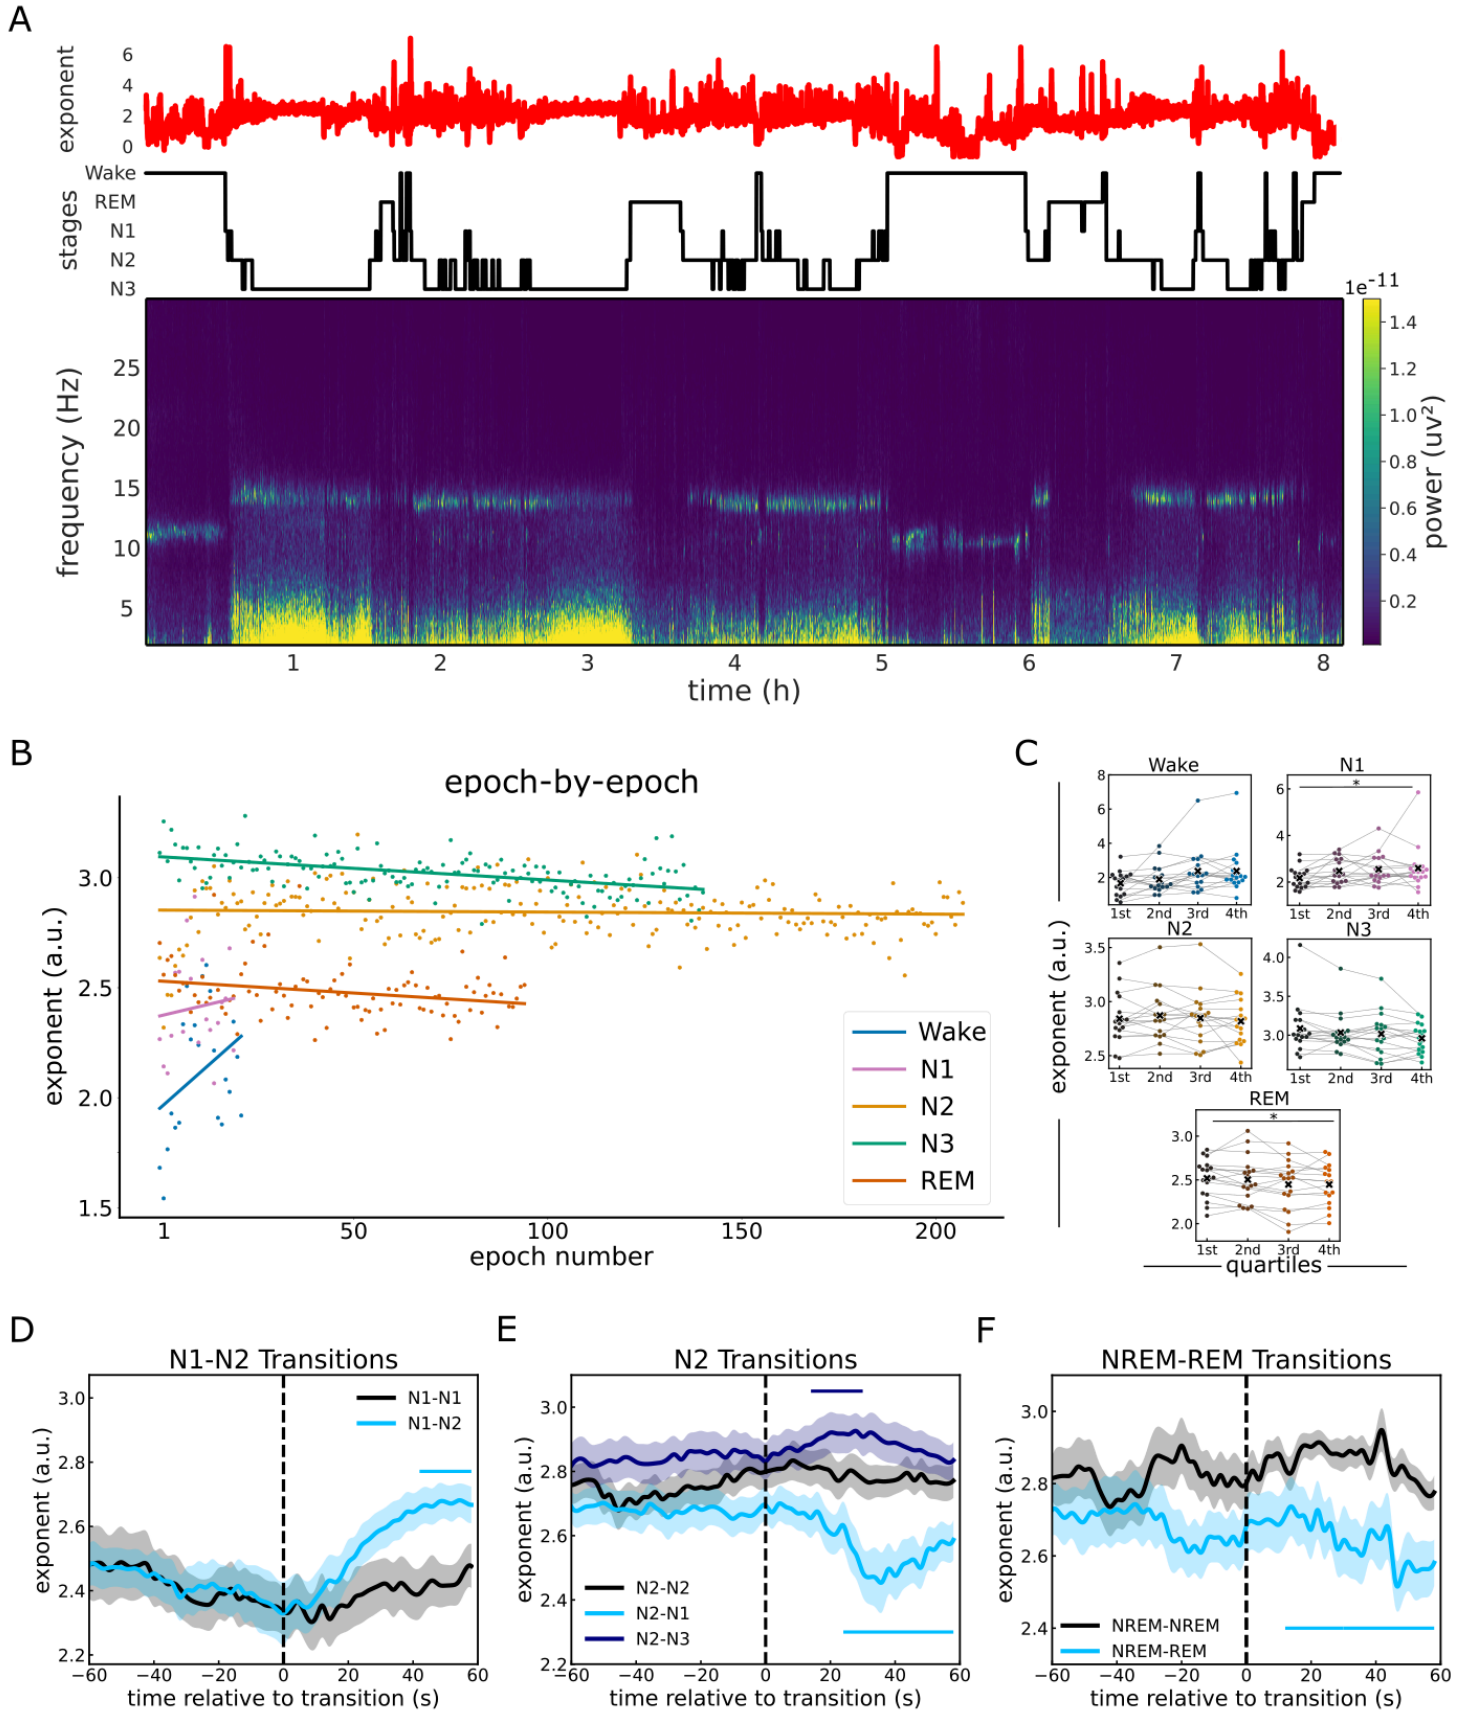 A
exponent
6
4
2
0
stages
Wake
REM
N1
N2
N3
frequency (Hz)
25
20
15
10
5
1 2 3 4 5 6 7 8
time (h)
1e-11
1.4
1.2
1.0
0.8
0.6
0.4
0.2
power (uv²)
B
epoch-by-epoch
exponent (a.u.)
3.0
2.5
2.0
1.5
1 50 100 150 200
epoch number
Wake
N1
N2
N3
REM
C
exponent (a.u.)
Wake
8
6
4
2
1st 2nd 3rd 4th
N1
*
6
4
2
1st 2nd 3rd 4th
N2
3.5
3.0
2.5
1st 2nd 3rd 4th
N3
4.0
3.5
3.0
1st 2nd 3rd 4th
REM
*
3.0
2.5
2.0
1st 2nd 3rd 4th
quartiles
D
N1-N2 Transitions
exponent (a.u.)
3.0
2.8
2.6
2.4
2.2
N1-N1
N1-N2
−60 −40 −20 0 20 40 60
time relative to transition (s)
E
N2 Transitions
exponent (a.u.)
3.0
2.8
2.6
2.4
2.2
N2-N2
N2-N1
N2-N3
−60 −40 −20 0 20 40 60
time relative to transition (s)
F
NREM-REM Transitions
exponent (a.u.)
3.0
2.8
2.6
2.4
NREM-NREM
NREM-REM
−60 −40 −20 0 20 40 60
time relative to transition (s)